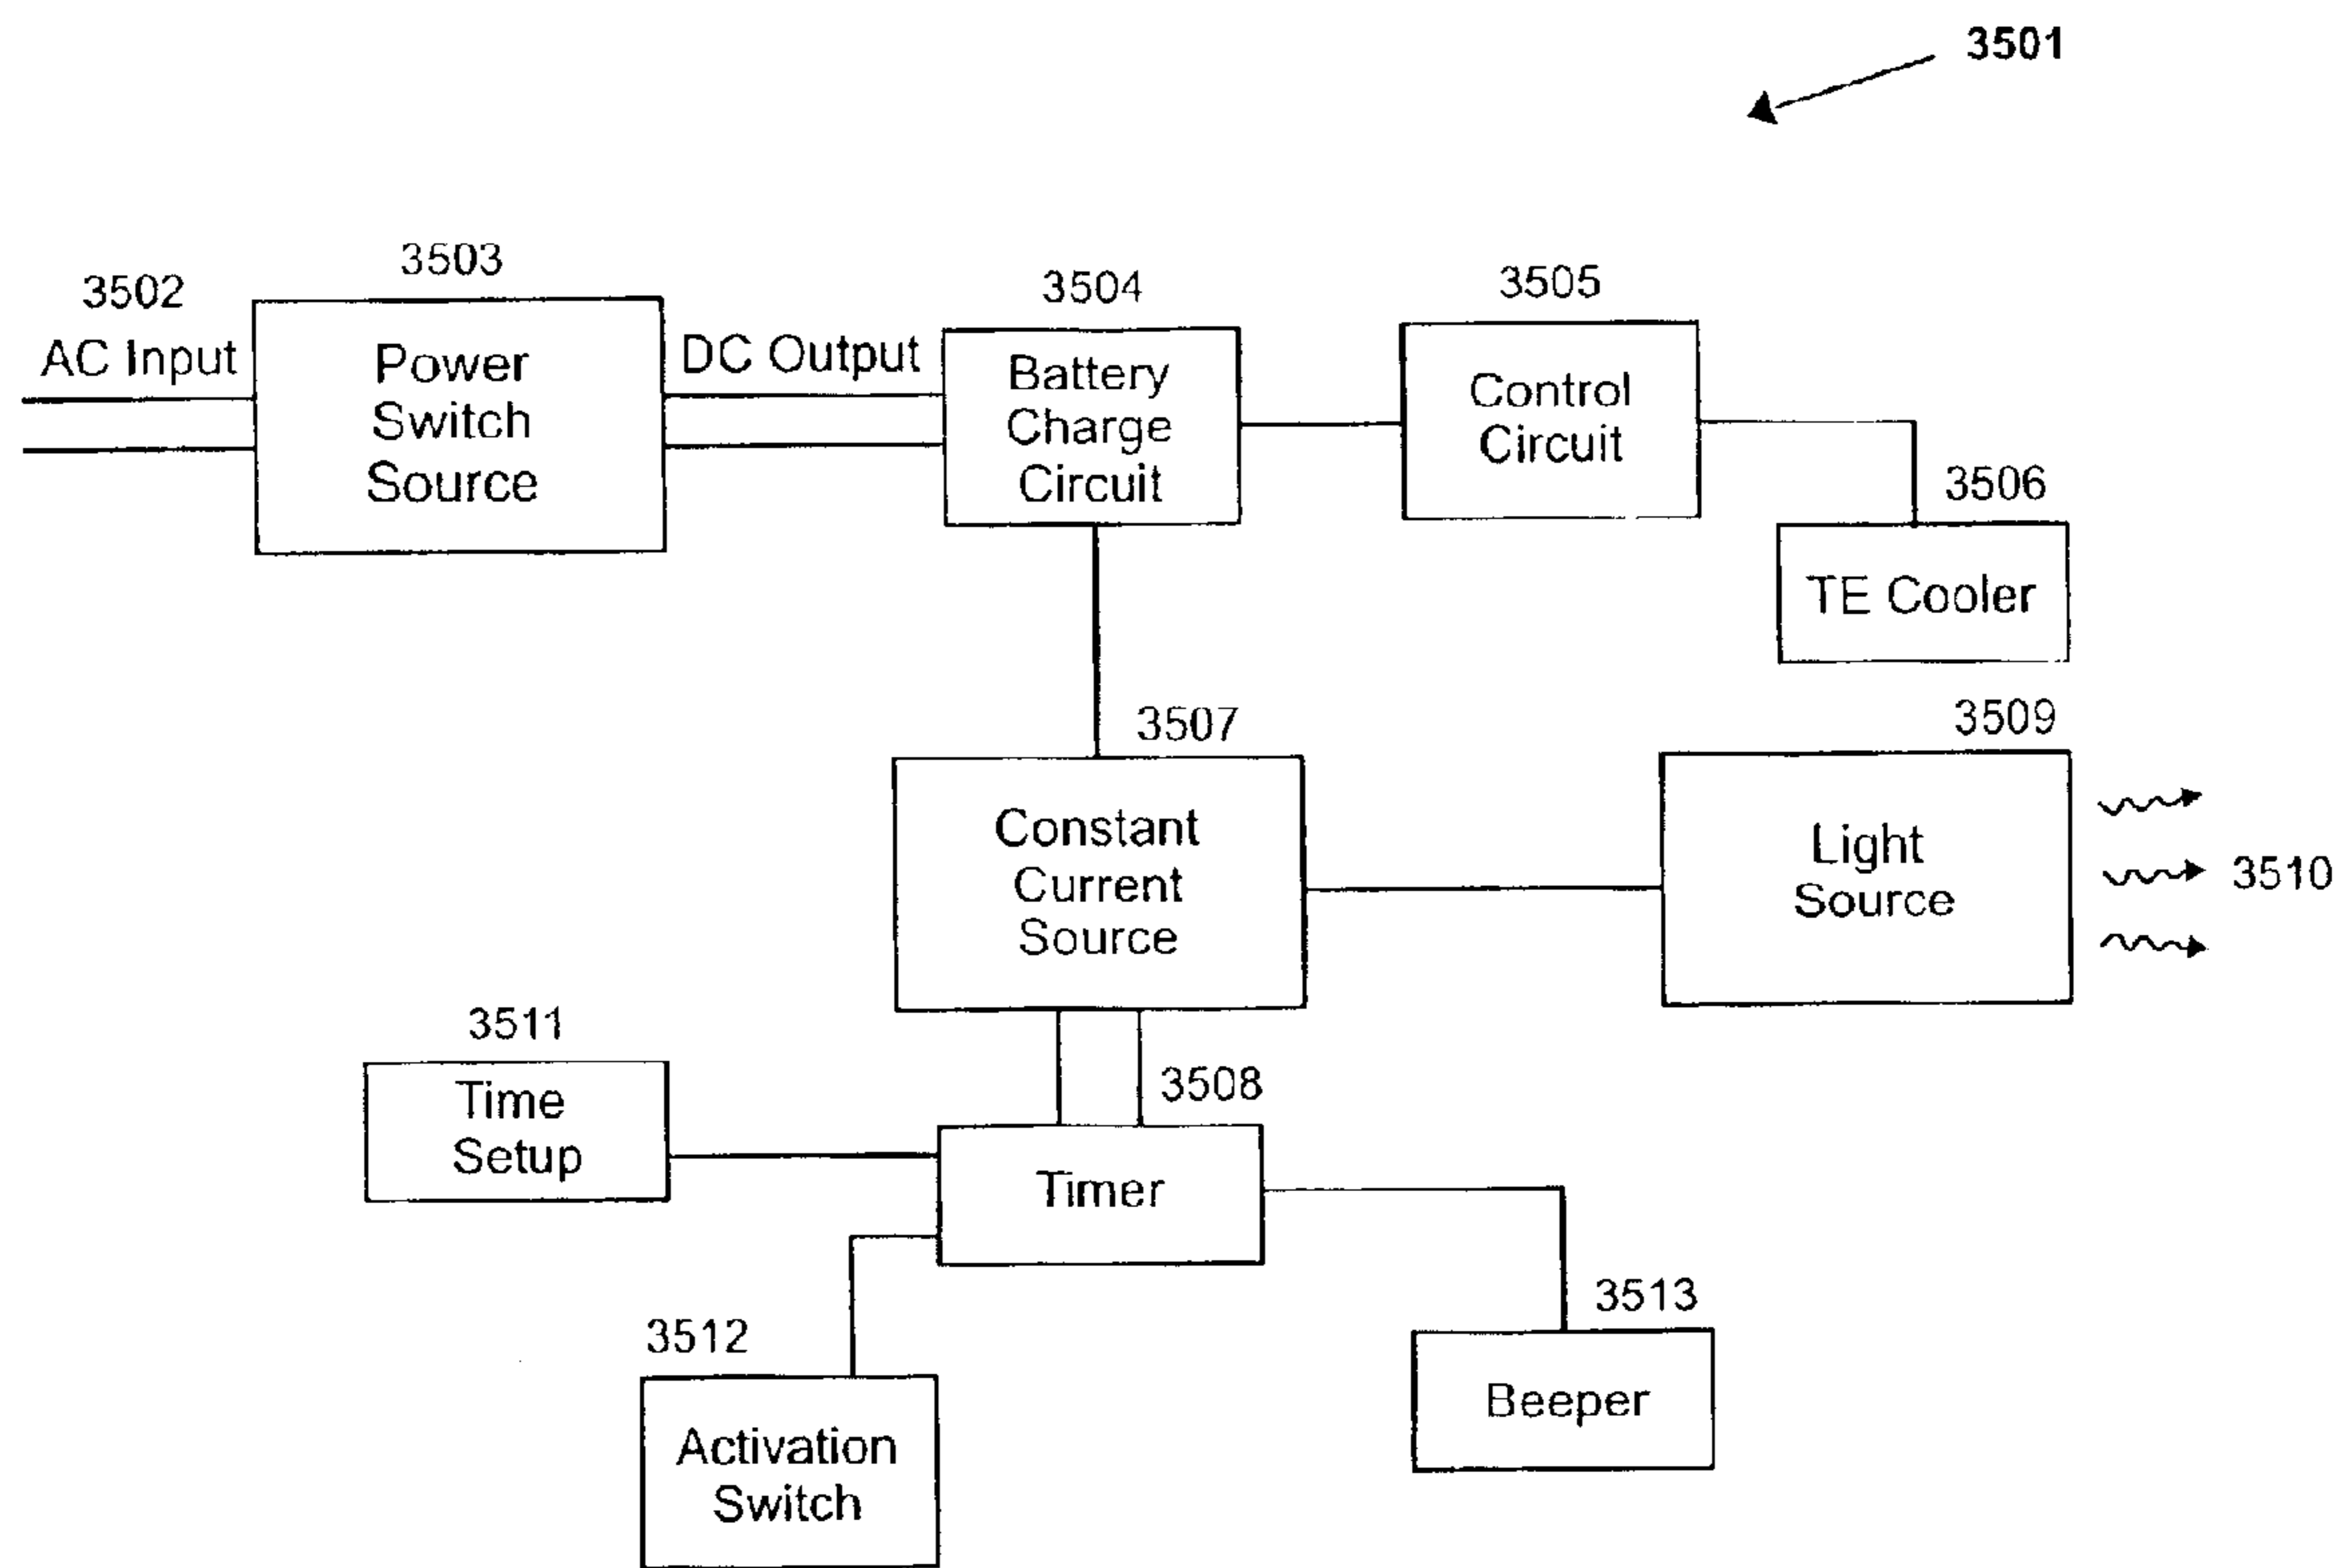 3501
3502
AC Input
3503
Power
Switch
Source
DC Output
3504
Battery
Charge
Circuit
3505
Control
Circuit
3506
TE Cooler
3507
Constant
Current
Source
3509
Light
Source
3510
3511
Time
Setup
3508
Timer
3512
Activation
Switch
3513
Beeper